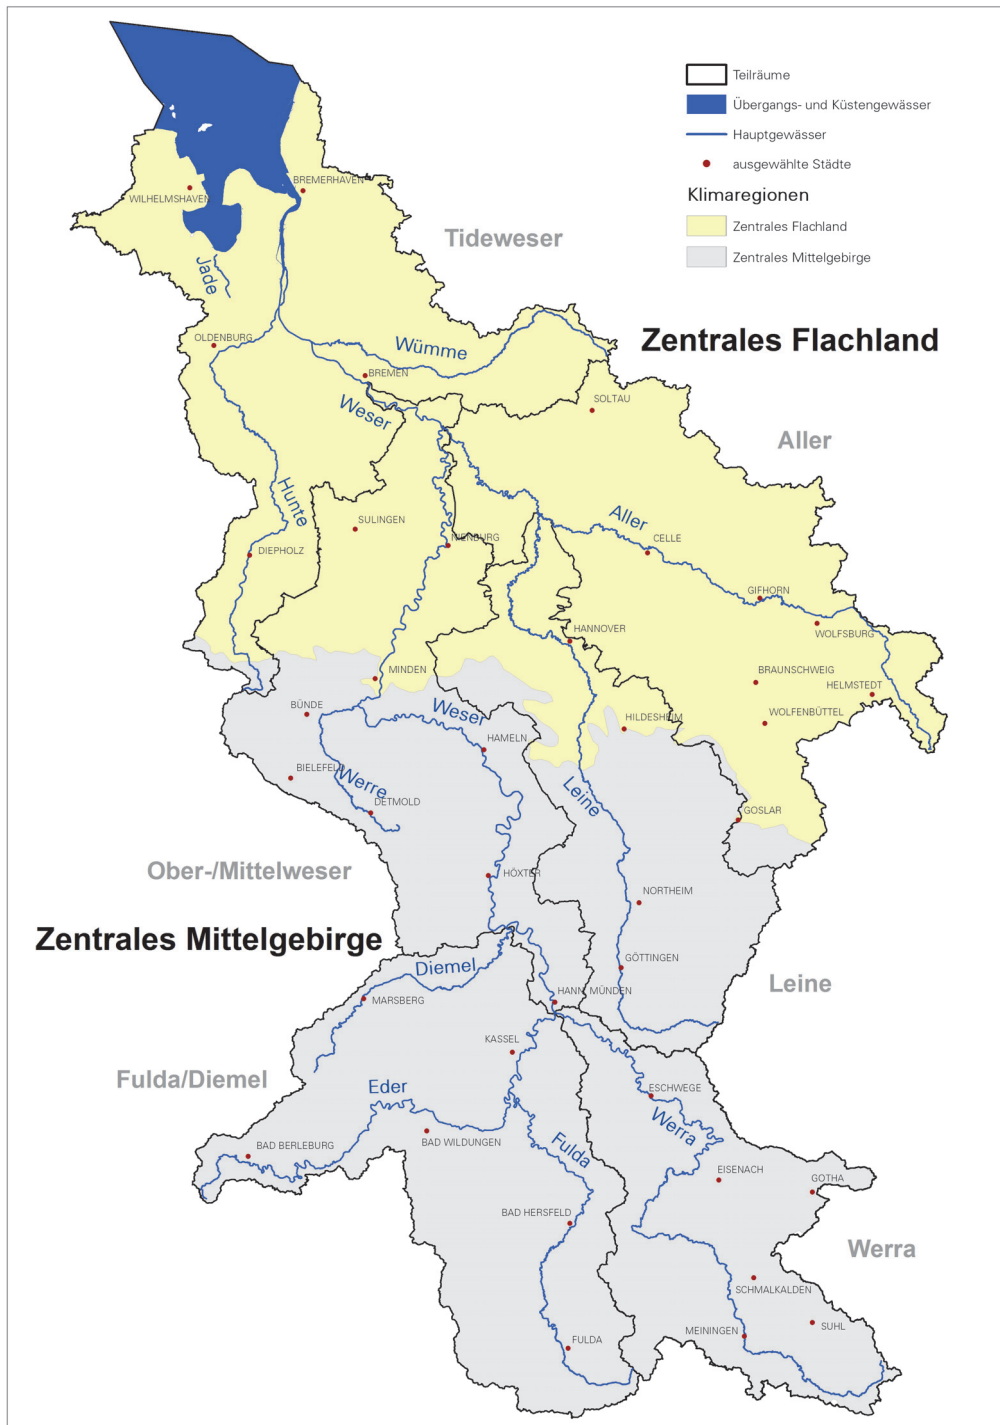 Teilräume
Übergangs- und Küstengewässer
Hauptgewässer
ausgewählte Städte
Klimaregionen
Zentrales Flachland
Zentrales Mittelgebirge
BREMERHAVEN
WILHELMSHAVEN
Tideweser
Jade
OLDENBURG
Wümme
Zentrales Flachland
BREMEN
Weser
SOLTAU
Aller
Hunte
SULINGEN
Aller
NIENBURG
CELLE
DIEPHOLZ
GIFHORN
HANNOVER
WOLFSBURG
MINDEN
BRAUNSCHWEIG
HELMSTEDT
BÜNDE
Weser
HILDESHEIM
WOLFENBÜTTEL
HAMELN
BIELEFELD
Werre
Leine
DETMOLD
GOSLAR
Ober-/Mittelweser
HÖXTER
NORTHEIM
Zentrales Mittelgebirge
Diemel
GÖTTINGEN
Leine
MARSBERG
HANN. MÜNDEN
KASSEL
Fulda/Diemel
Eder
ESCHWEGE
Werra
BAD WILDUNGEN
Fulda
BAD BERLEBURG
EISENACH
GOTHA
BAD HERSFELD
Werra
SCHMALKALDEN
MEININGEN
SUHL
FULDA